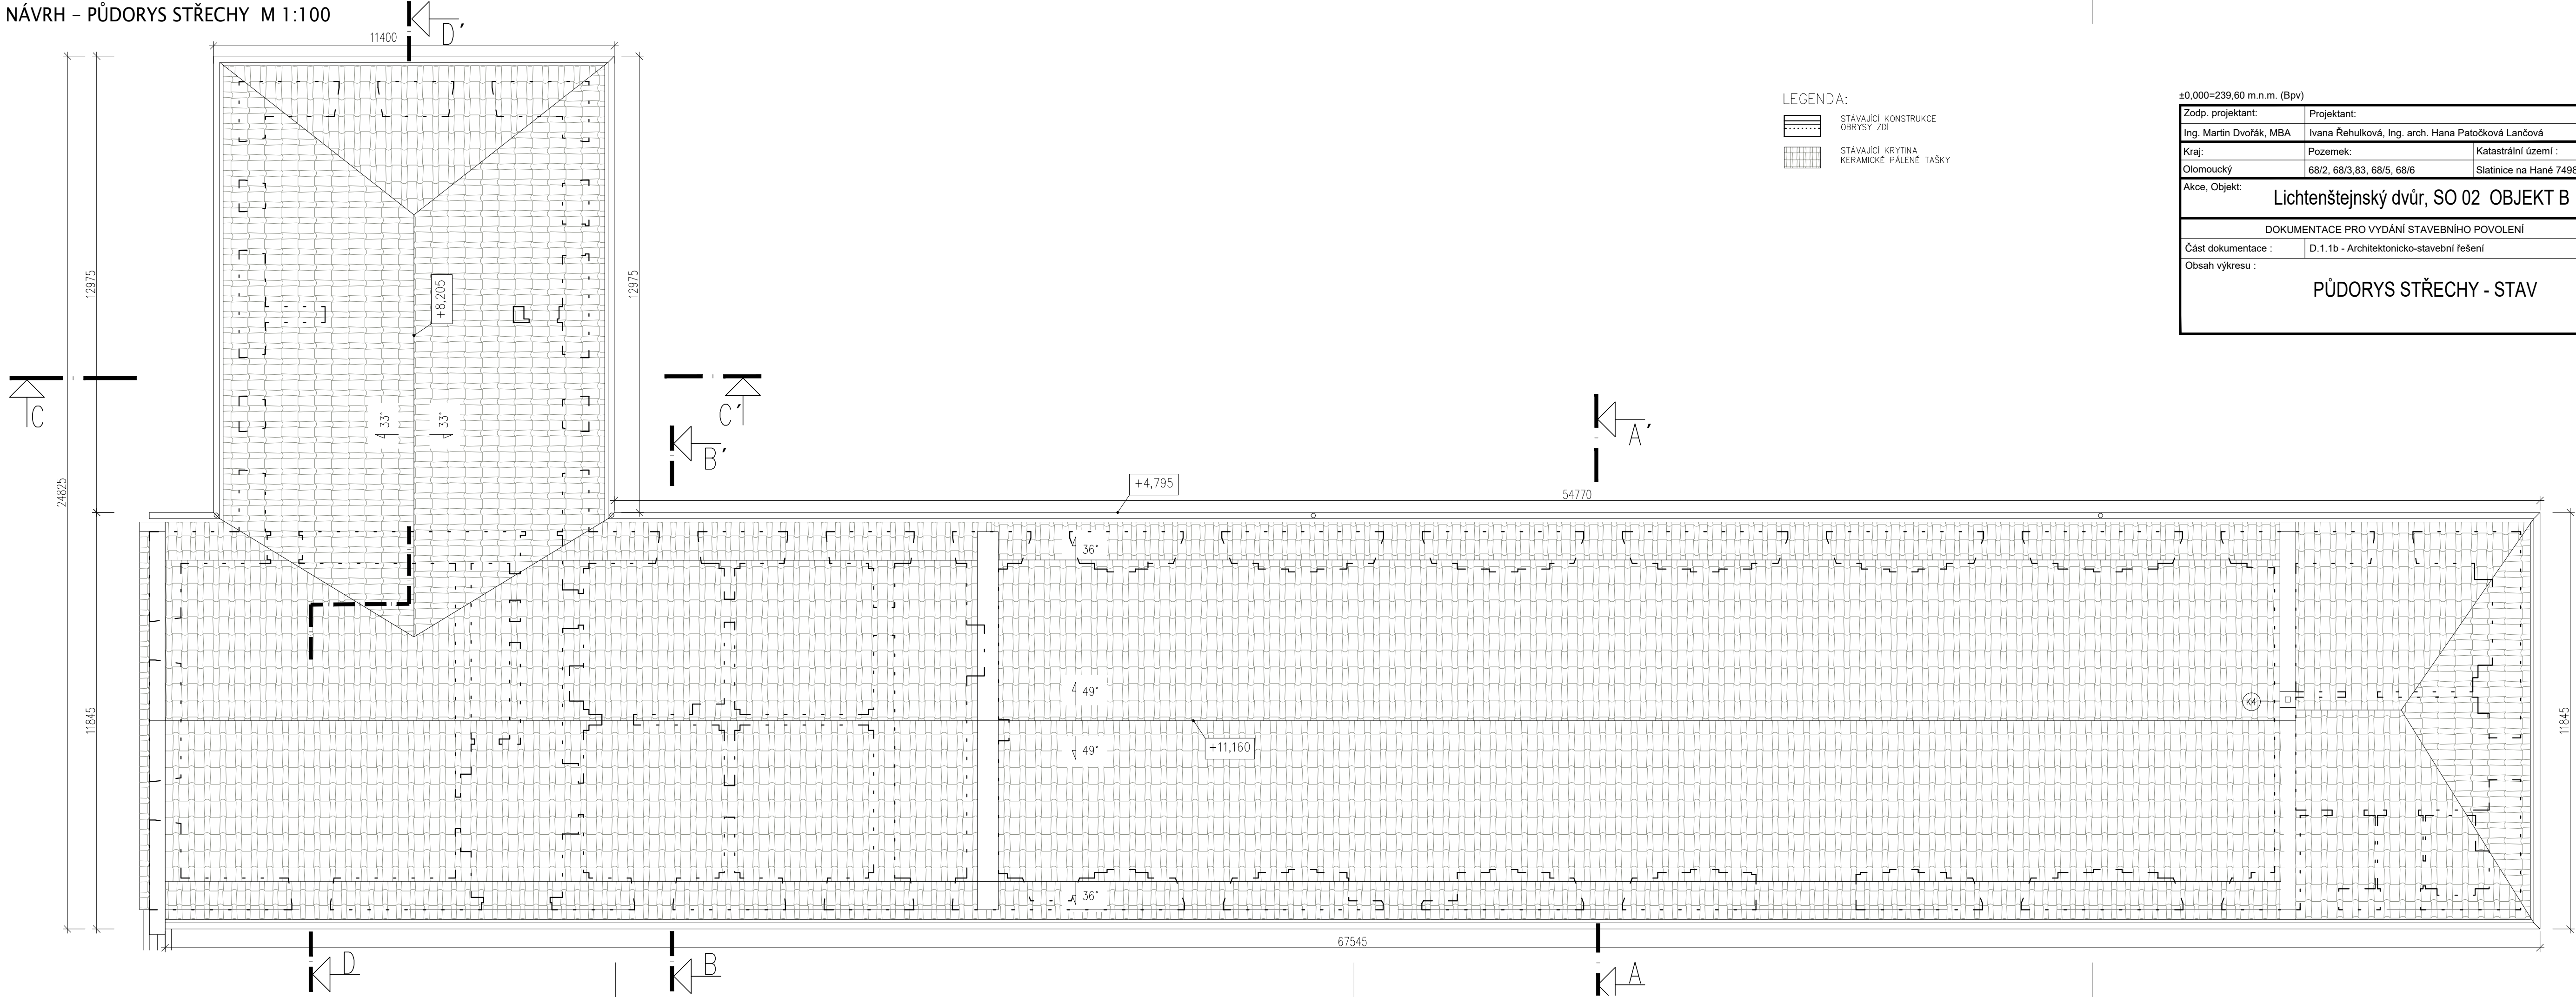 NÁVRH – PŮDORYS STŘECHY M 1:100
D'
11400
LEGENDA:
STÁVAJÍCÍ KONSTRUKCE
OBRYSY ZDÍ
STÁVAJÍCÍ KRYTINA
KERAMICKÉ PÁLENÉ TAŠKY
±0,000=239,60 m.n.m. (Bpv)
Zodp. projektant:
Projektant:
Ing. Martin Dvořák, MBA
Ivana Řehulková, Ing. arch. Hana Patočková Lančová
Kraj:
Pozemek:
Katastrální území :
Olomoucký
68/2, 68/3,83, 68/5, 68/6
Slatinice na Hané 7498
Akce, Objekt:
Lichtenštejnský dvůr, SO 02 OBJEKT B
DOKUMENTACE PRO VYDÁNÍ STAVEBNÍHO POVOLENÍ
Část dokumentace :
D.1.1b - Architektonicko-stavební řešení
Obsah výkresu :
PŮDORYS STŘECHY - STAV
12975
12975
+8,205
C
C'
33°
33°
B'
A'
24825
+4,795
54770
36°
49°
K4
11845
11845
49°
+11,160
36°
67545
D
B
A